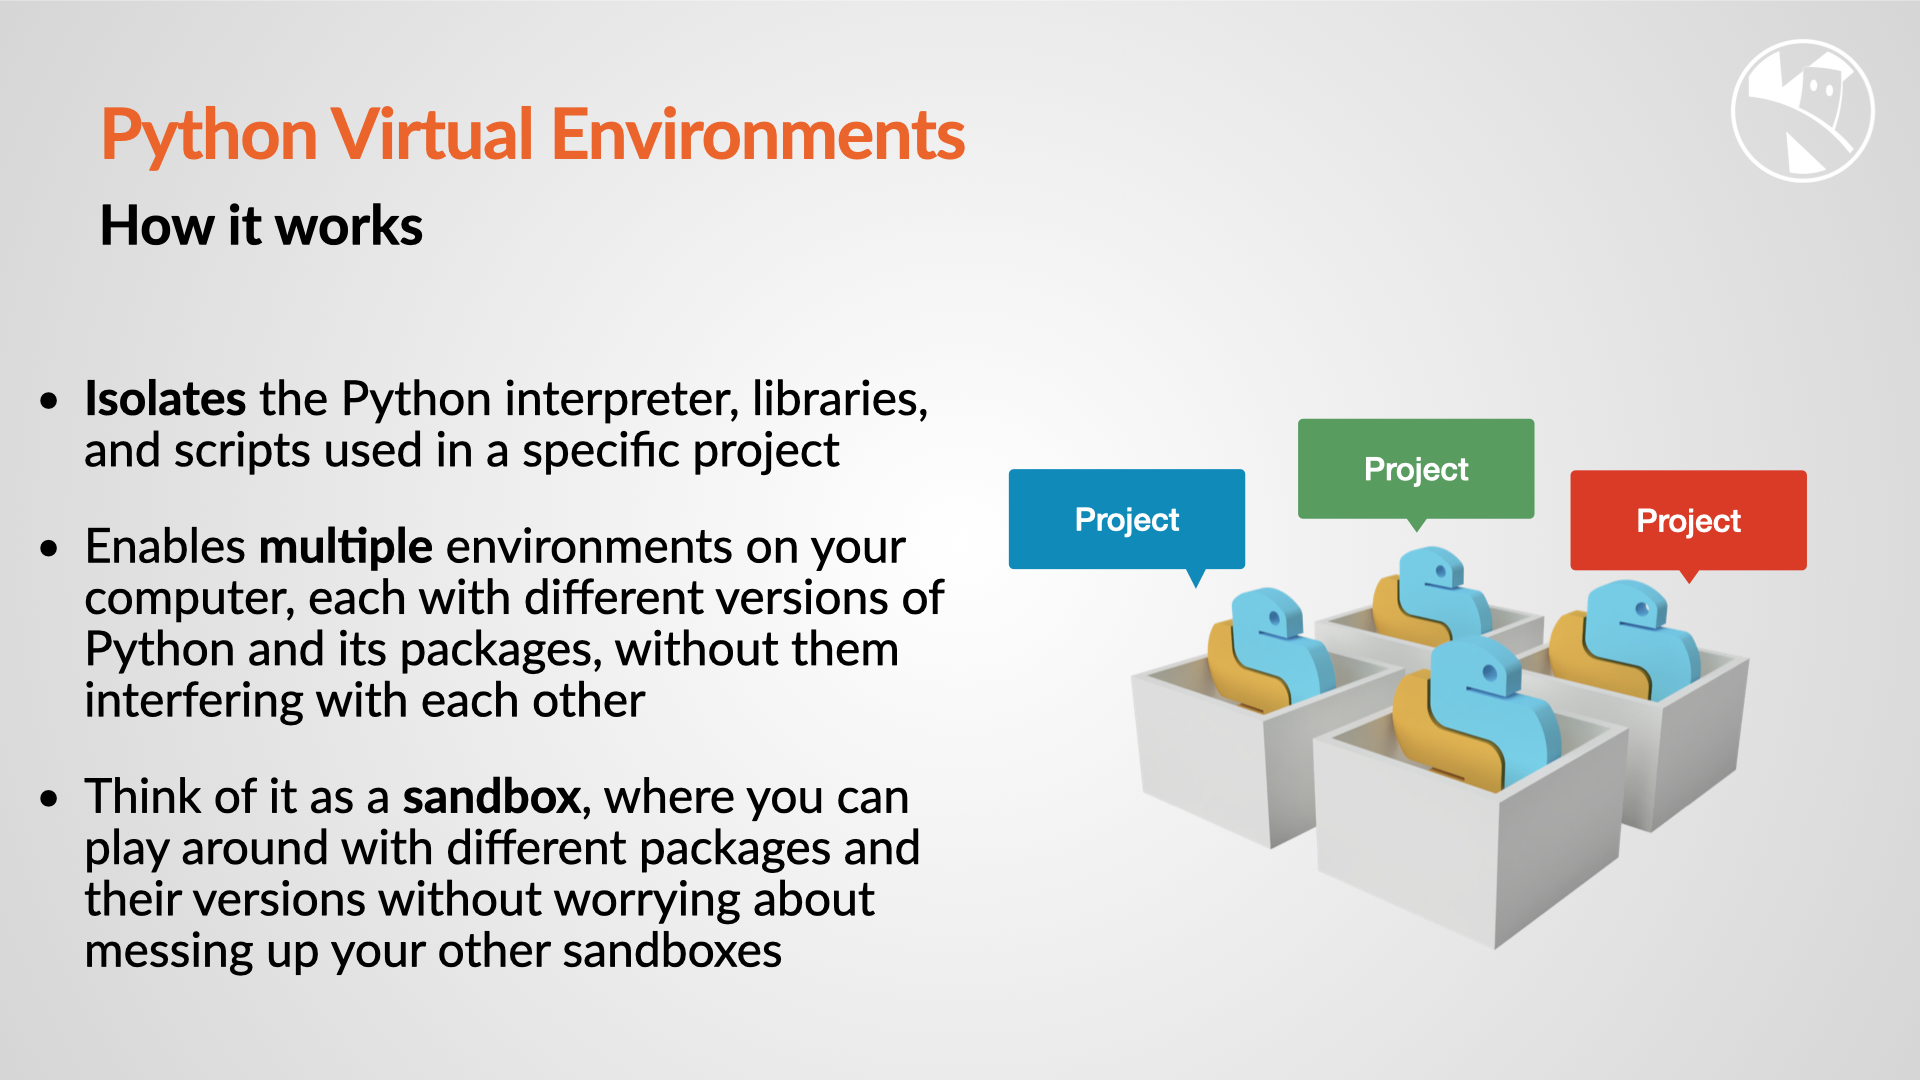 Python Virtual Environments
How it works
• Isolates the Python interpreter, libraries,
and scripts used in a specific project
• Enables multiple environments on your
computer, each with different versions of
Python and its packages, without them
interfering with each other
• Think of it as a sandbox, where you can
play around with different packages and
their versions without worrying about
messing up your other sandboxes
Project
Project
Project